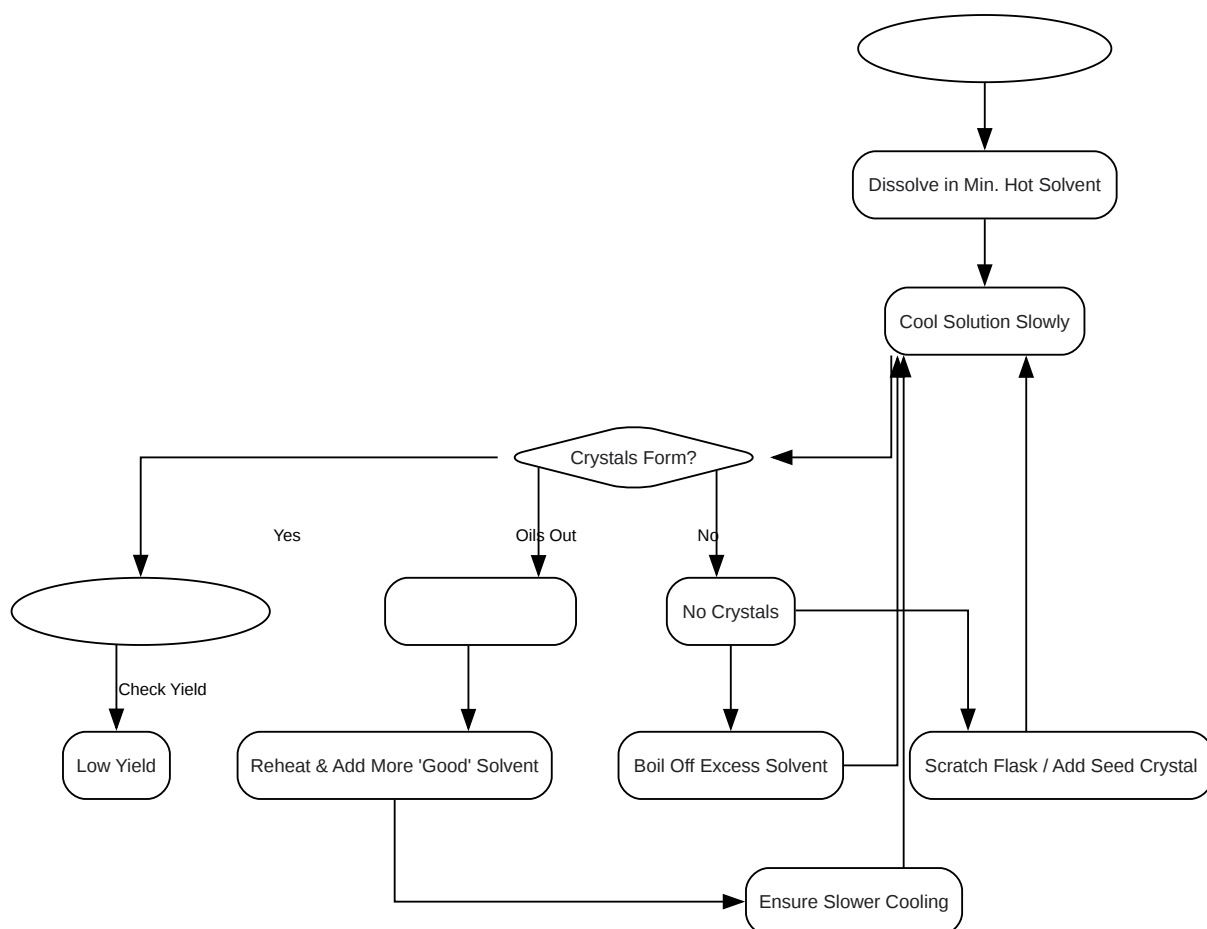 Dissolve in Min. Hot Solvent
Cool Solution Slowly
Crystals Form?
Yes
Oils Out
No
No Crystals
Check Yield
Low Yield
Reheat & Add More 'Good' Solvent
Boil Off Excess Solvent
Scratch Flask / Add Seed Crystal
Ensure Slower Cooling